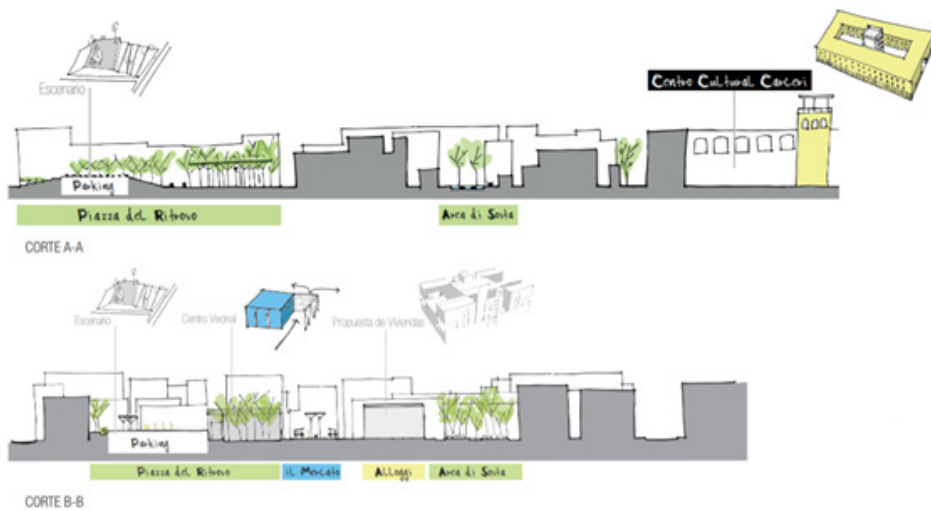 Escenario
Centro Cultural Carceri
Parking
Piazza del Ritrovo
Area di Sosta
CORTE A-A
Escenario
Centro Vecinal
Propuesta de Viviendas
Parking
Piazza del Ritrovo
il Mercato
Alloggi
Area di Sosta
CORTE B-B